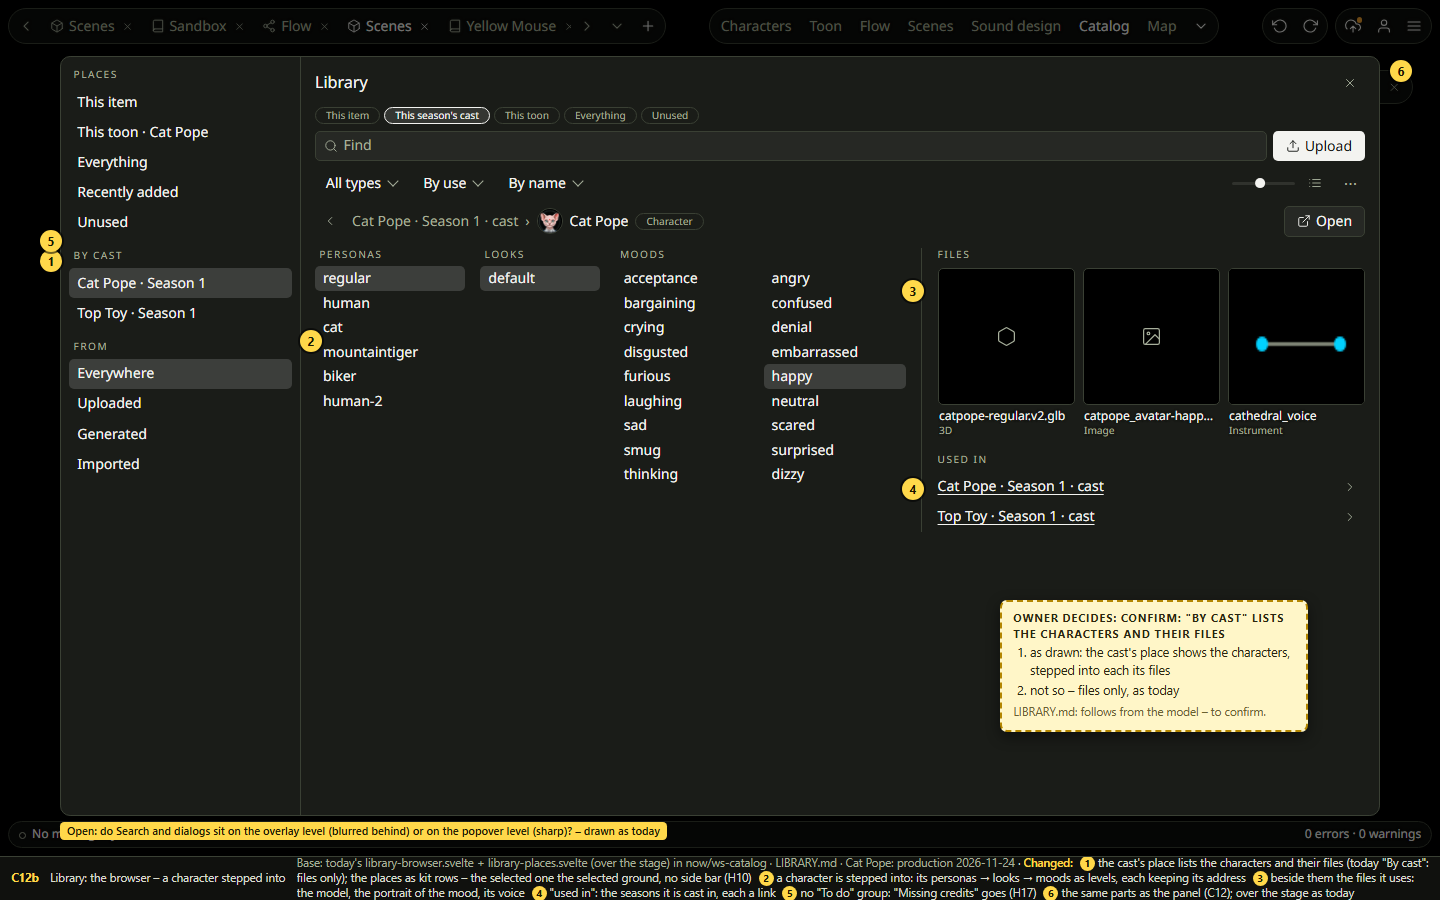 Scenes × Sandbox × Flow × Scenes × Yellow Mouse ×
Characters Toon Flow Scenes Sound design Catalog Map
PLACES
This item
This toon · Cat Pope
Everything
Recently added
Unused
5
1
BY CAST
Cat Pope · Season 1
Top Toy · Season 1
FROM
Everywhere
Uploaded
Generated
Imported
Library
6
This item This season's cast This toon Everything Unused
Find
Upload
All types By use By name
Cat Pope · Season 1 · cast › Cat Pope Character
Open
PERSONAS
regular
human
cat
2
mountaintiger
biker
human-2
LOOKS
default
MOODS
acceptance angry
bargaining confused
crying denial
disgusted embarrassed
furious happy
laughing neutral
sad scared
smug surprised
thinking dizzy
FILES
3
catpope-regular.v2.glb
3D
catpope_avatar-happ...
Image
cathedral_voice
Instrument
USED IN
4
Cat Pope · Season 1 · cast
Top Toy · Season 1 · cast
OWNER DECIDES: CONFIRM: "BY CAST" LISTS
THE CHARACTERS AND THEIR FILES
1. as drawn: the cast's place shows the characters,
stepped into each its files
2. not so – files only, as today
LIBRARY.md: follows from the model – to confirm.
No m
Open: do Search and dialogs sit on the overlay level (blurred behind) or on the popover level (sharp)? – drawn as today
0 errors · 0 warnings
C12b Library: the browser – a character stepped into
Base: today's library-browser.svelte + library-places.svelte (over the stage) in now/ws-catalog · LIBRARY.md · Cat Pope: production 2026-11-24 · Changed: 1 the cast's place lists the characters and their files (today "By cast":
files only); the places as kit rows – the selected one the selected ground, no side bar (H10) 2 a character is stepped into: its personas → looks → moods as levels, each keeping its address 3 beside them the files it uses:
the model, the portrait of the mood, its voice 4 "used in": the seasons it is cast in, each a link 5 no "To do" group: "Missing credits" goes (H17) 6 the same parts as the panel (C12); over the stage as today